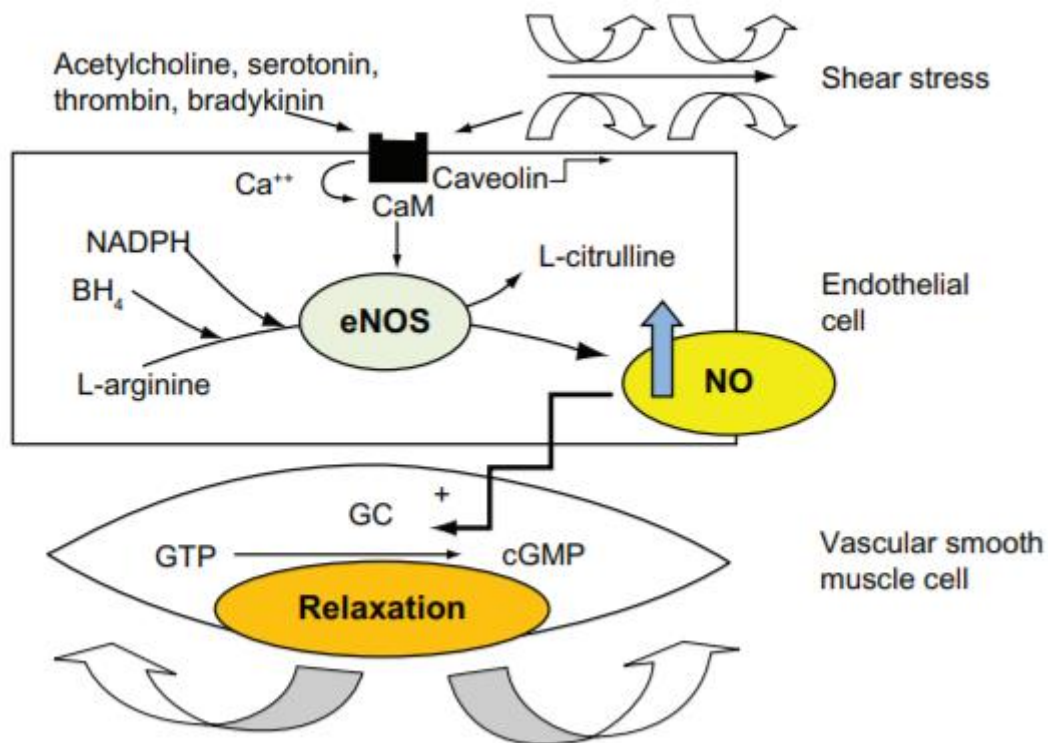 Acetylcholine, serotonin,
thrombin, bradykinin
Shear stress
Ca⁺⁺
Caveolin
CaM
NADPH
BH₄
L-arginine
eNOS
L-citrulline
NO
Endothelial
cell
+
GC
GTP
cGMP
Relaxation
Vascular smooth
muscle cell